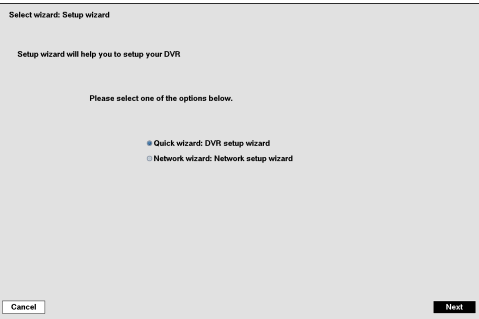 Select wizard: Setup wizard
Setup wizard will help you to setup your DVR
Please select one of the options below.
Quick wizard: DVR setup wizard
Network wizard: Network setup wizard
Cancel
Next